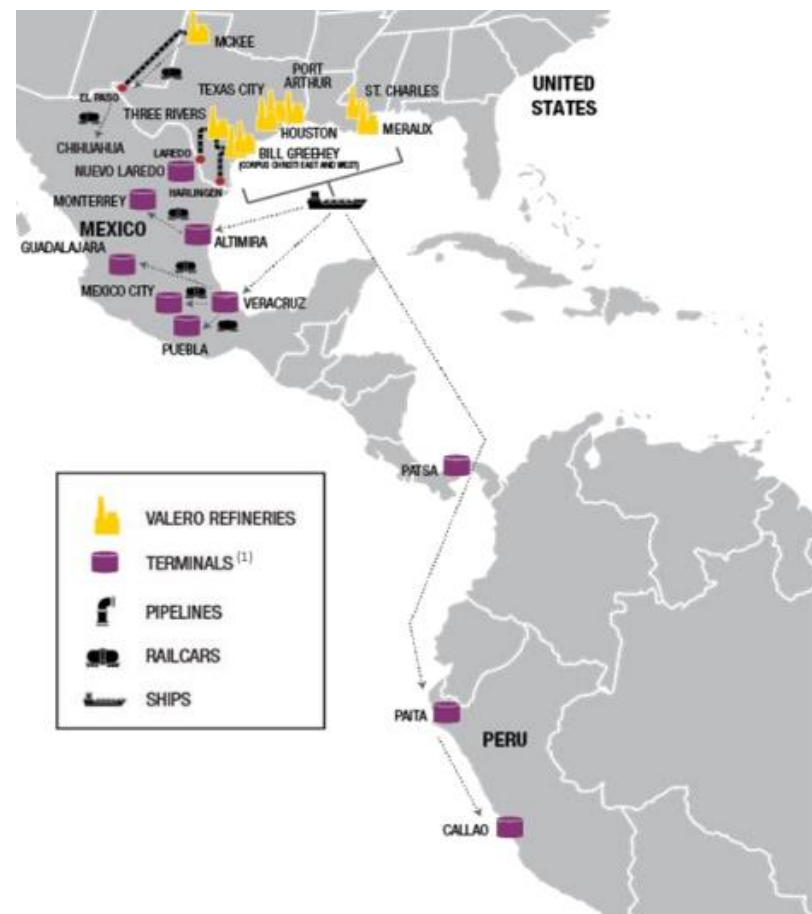 MCKEE
EL PASO
CHIHUAHUA
TEXAS CITY
PORT
ARTHUR
ST. CHARLES
UNITED
STATES
THREE RIVERS
HOUSTON
MERAUX
LAREDO
BILL GREEHEY
(CORPUS CHRISTI EAST AND WEST)
NUEVO LAREDO
HARLINGEN
MONTERREY
MEXICO
ALTIMIRA
GUADALAJARA
MEXICO CITY
VERACRUZ
PUEBLA
PATSA
VALERO REFINERIES
TERMINALS (1)
PIPELINES
RAILCARS
SHIPS
PAITA
PERU
CALLAO